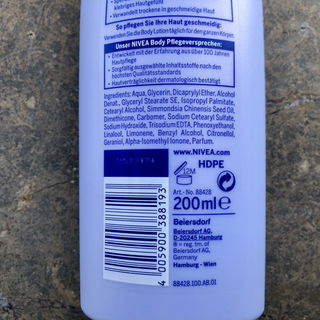 klebriges Hautgefühl
• Verwandelt trockene in geschmeidige Haut
So pflegen Sie Ihre Haut geschmeidig:
Verwenden Sie die Body Lotion täglich für den ganzen Körper.
Unser NIVEA Body Pflegeversprechen:
• Entwickelt mit der Erfahrung aus über 100 Jahren
Hautpflege
• Sorgfältig ausgewählte Inhaltsstoffe nach den
höchsten Qualitätsstandards
• Hautverträglichkeit dermatologisch bestätigt
Ingredients: Aqua, Glycerin, Dicaprylyl Ether, Alcohol
Denat., Glyceryl Stearate SE, Isopropyl Palmitate,
Cetearyl Alcohol, Simmondsia Chinensis Seed Oil,
Dimethicone, Carbomer, Sodium Cetearyl Sulfate,
Sodium Hydroxide, Trisodium EDTA, Phenoxyethanol,
Linalool, Limonene, Benzyl Alcohol, Citronellol,
Geraniol, Alpha-Isomethyl Ionone, Parfum.
www.NIVEA.com
HDPE
12M
Art.-No. 88428
200ml e
Beiersdorf
Beiersdorf AG,
D-20245 Hamburg
® = reg. tm. of
Beiersdorf AG
Hamburg - Wien
4 005900 388193
88428.100.AB.01